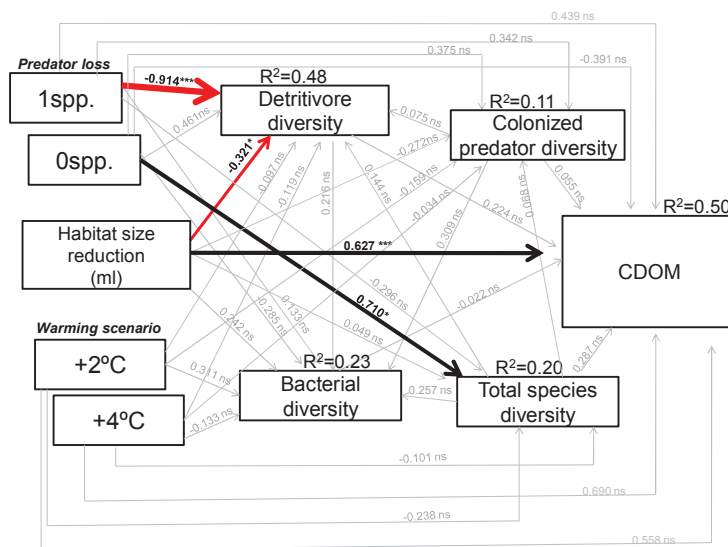 0.439 ns
0.342 ns
0.375 ns
-0.391 ns
Predator loss
-0.914***
R²=0.48
1spp.
Detritivore
diversity
R²=0.11
0.461 ns
0.075 ns
Colonized
predator diversity
0spp.
-0.321*
-0.272ns
-0.097 ns
-0.119 ns
0.216 ns
0.144 ns
-0.159 ns
-0.034 ns
0.068 ns
0.055 ns
R²=0.50
Habitat size
reduction
(ml)
0.224 ns
0.309 ns
0.627 ***
CDOM
-0.296 ns
-0.022 ns
0.710*
0.242 ns
0.285 ns
0.133 ns
0.049 ns
0.287 ns
Warming scenario
+2ºC
R²=0.23
R²=0.20
0.311 ns
Bacterial
diversity
0.257 ns
Total species
diversity
+4ºC
-0.133 ns
-0.101 ns
0.690 ns
-0.238 ns
0.558 ns